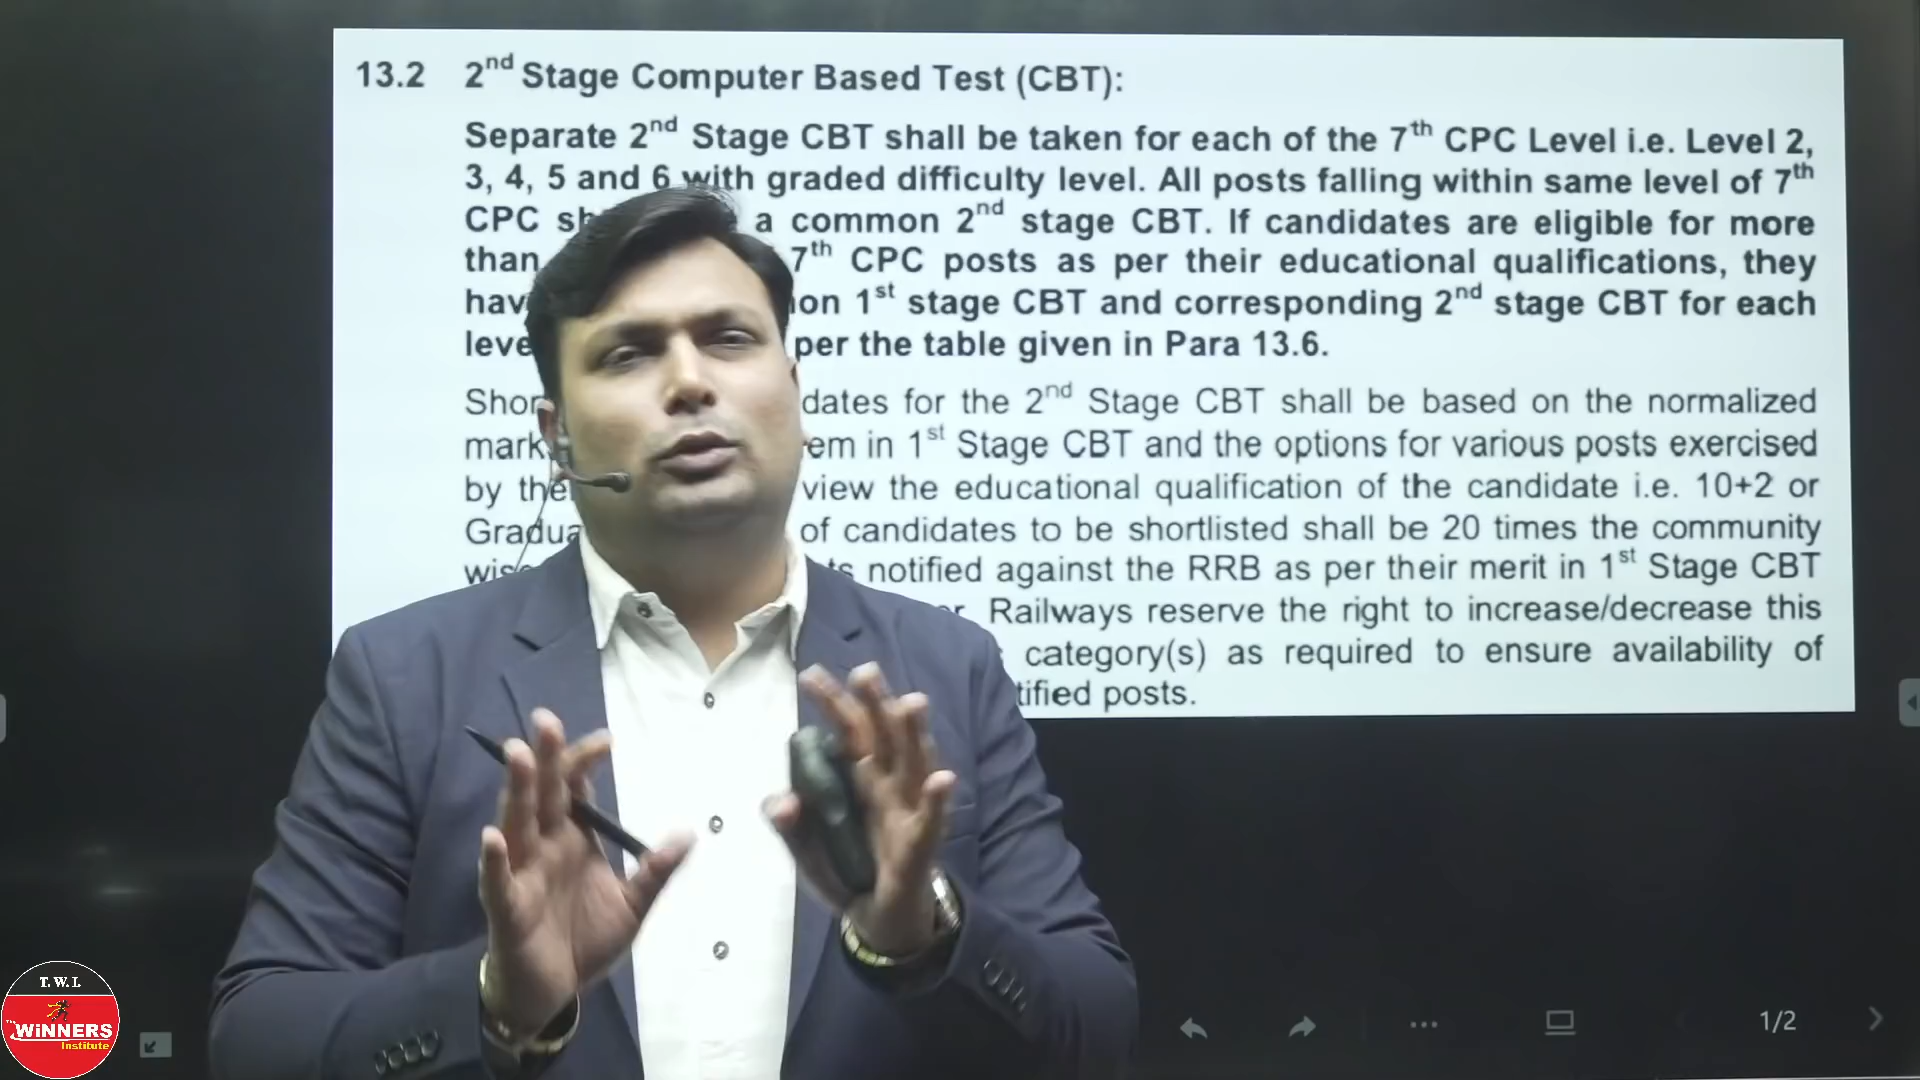 13.2 2nd Stage Computer Based Test (CBT):
Separate 2nd Stage CBT shall be taken for each of the 7th CPC Level i.e. Level 2,
3, 4, 5 and 6 with graded difficulty level. All posts falling within same level of 7th
CPC a common 2nd stage CBT. If candidates are eligible for more
than 7th CPC posts as per their educational qualifications, they
1st stage CBT and corresponding 2nd stage CBT for each
per the table given in Para 13.6.
for the 2nd Stage CBT shall be based on the normalized
in 1st Stage CBT and the options for various posts exercised
by view the educational qualification of the candidate i.e. 10+2 or
of candidates to be shortlisted shall be 20 times the community
notified against the RRB as per their merit in 1st Stage CBT
Railways reserve the right to increase/decrease this
category(s) as required to ensure availability of
posts.
T.W.I.
The
WiNNERS
Institute
1/2